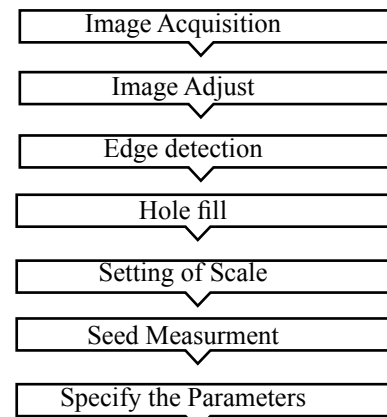 Image Acquisition
Image Adjust
Edge detection
Hole fill
Setting of Scale
Seed Measurment
Specify the Parameters